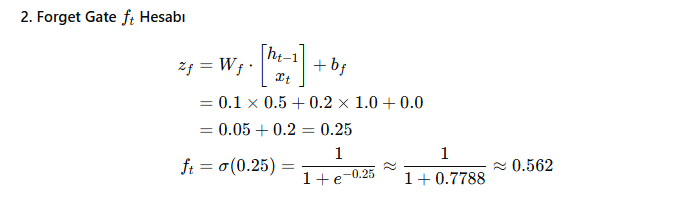 2. Forget Gate fₜ Hesabı
z_f = W_f · [h_{t−1} x_t] + b_f
= 0.1 × 0.5 + 0.2 × 1.0 + 0.0
= 0.05 + 0.2 = 0.25
f_t = σ(0.25) = 1 / (1 + e^{−0.25}) ≈ 1 / (1 + 0.7788) ≈ 0.562